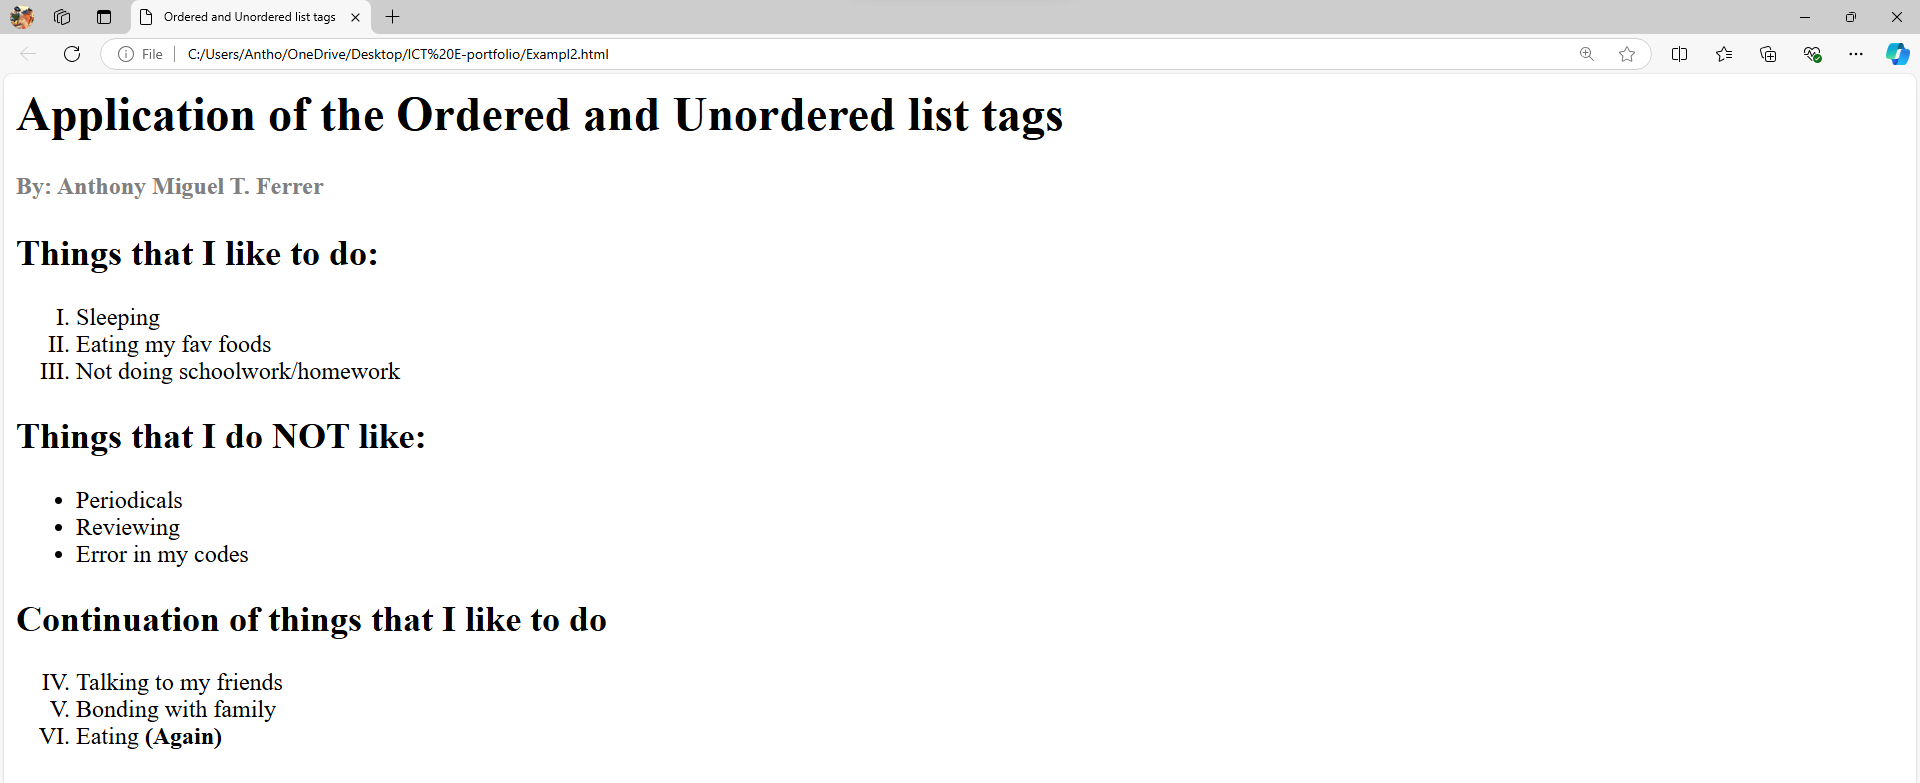 Ordered and Unordered list tags
File
C:/Users/Antho/OneDrive/Desktop/ICT%20E-portfolio/Exampl2.html
Application of the Ordered and Unordered list tags
By: Anthony Miguel T. Ferrer
Things that I like to do:
I. Sleeping
II. Eating my fav foods
III. Not doing schoolwork/homework
Things that I do NOT like:
• Periodicals
• Reviewing
• Error in my codes
Continuation of things that I like to do
IV. Talking to my friends
V. Bonding with family
VI. Eating (Again)